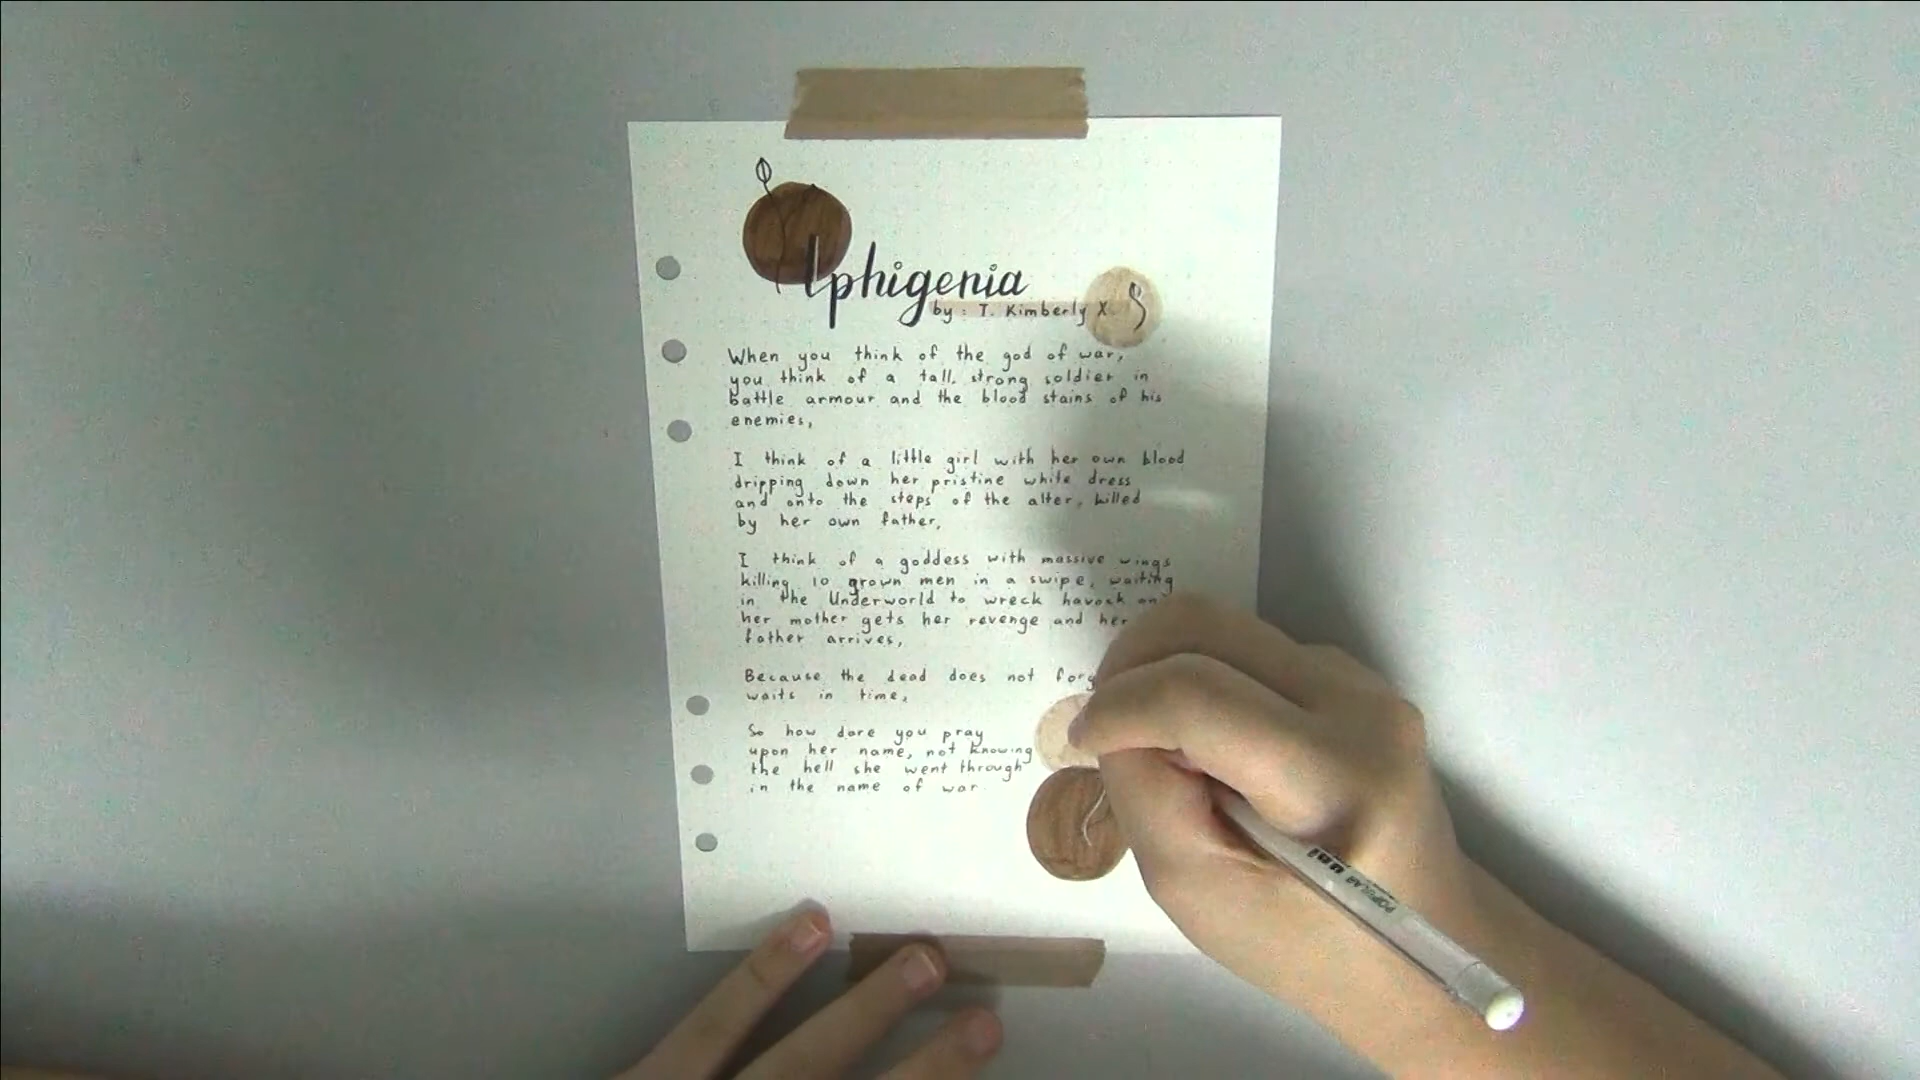 Iphigenia
by: T. Kimberly X.
When you think of the god of war,
you think of a tall, strong soldier in
battle armour and the blood stains of his
enemies,
I think of a little girl with her own blood
dripping down her pristine white dress
and onto the steps of the alter, killed
by her own father,
I think of a goddess with massive wings
killing 10 grown men in a swipe, waiting
in the Underworld to wreck havock
her mother gets her revenge and her
father arrives,
Because the dead does not
waits in time,
So how dare you pray
upon her name, not knowing
the hell she went through
in the name of war
uni
POPULAR